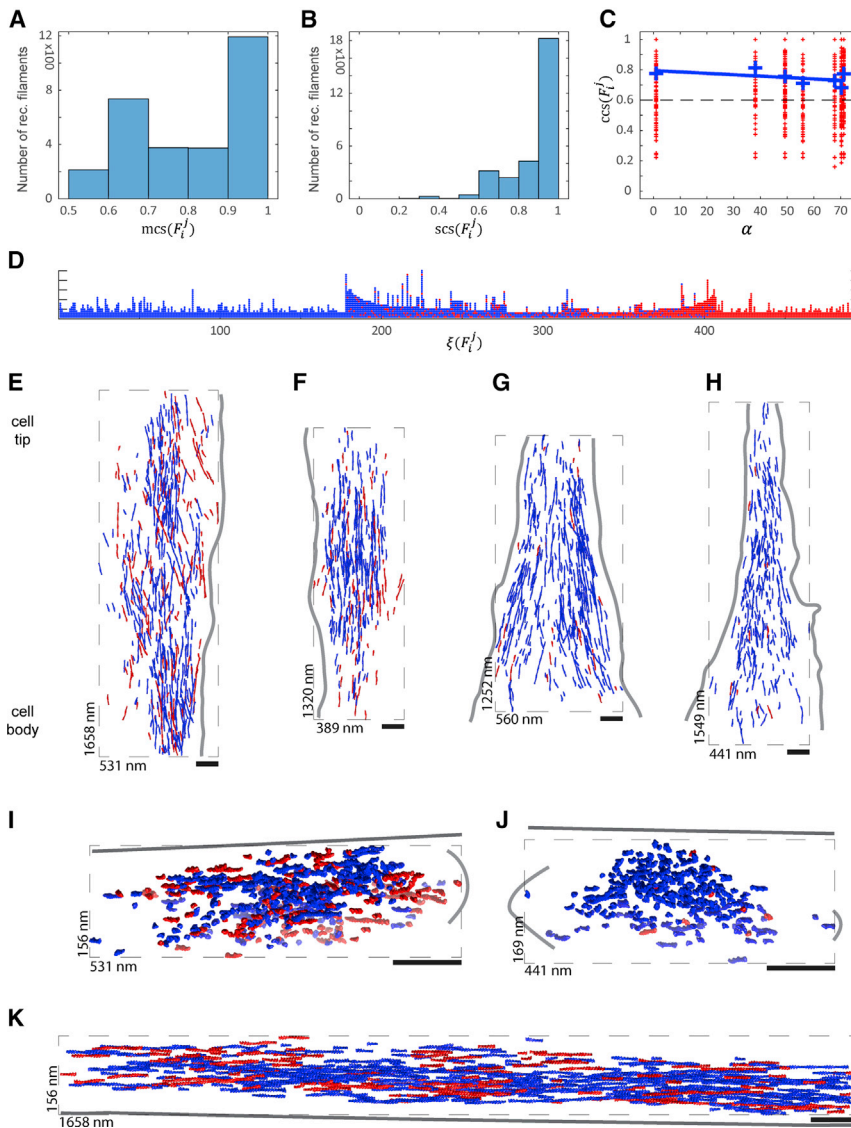 A
B
C
Number of rec. filaments
12
x100
8
4
0
0.5 0.6 0.7 0.8 0.9 1
mcs(F_i^j)
Number of rec. filaments
18
x100
12
6
0
0 0.2 0.4 0.6 0.8 1
scs(F_i^j)
ccs(F_i^j)
1
0.8
0.6
0.4
0.2
0
0 10 20 30 40 50 60 70
α
D
100 200 300 400
ξ(F_i^j)
E
F
G
H
cell
tip
cell
body
1658 nm
531 nm
1320 nm
389 nm
1252 nm
560 nm
1549 nm
441 nm
I
J
156 nm
531 nm
169 nm
441 nm
K
156 nm
1658 nm